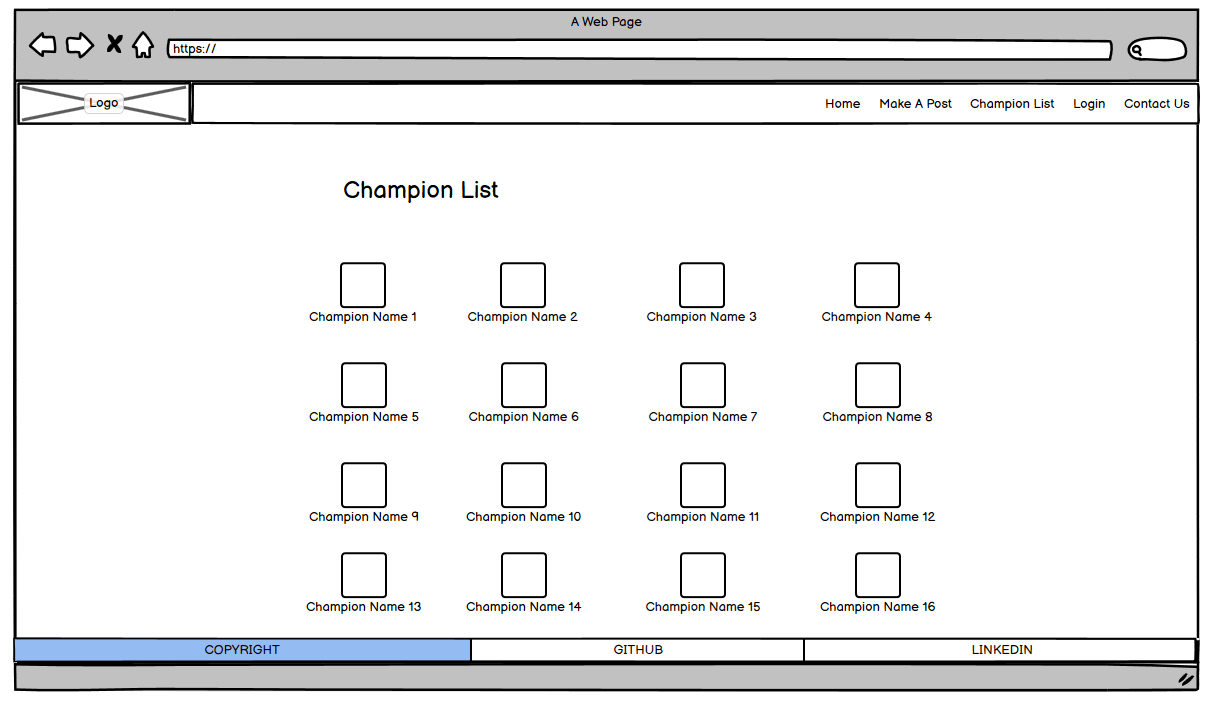 A Web Page
https://
Logo
Home Make A Post Champion List Login Contact Us
Champion List
Champion Name 1 Champion Name 2 Champion Name 3 Champion Name 4
Champion Name 5 Champion Name 6 Champion Name 7 Champion Name 8
Champion Name 9 Champion Name 10 Champion Name 11 Champion Name 12
Champion Name 13 Champion Name 14 Champion Name 15 Champion Name 16
COPYRIGHT GITHUB LINKEDIN